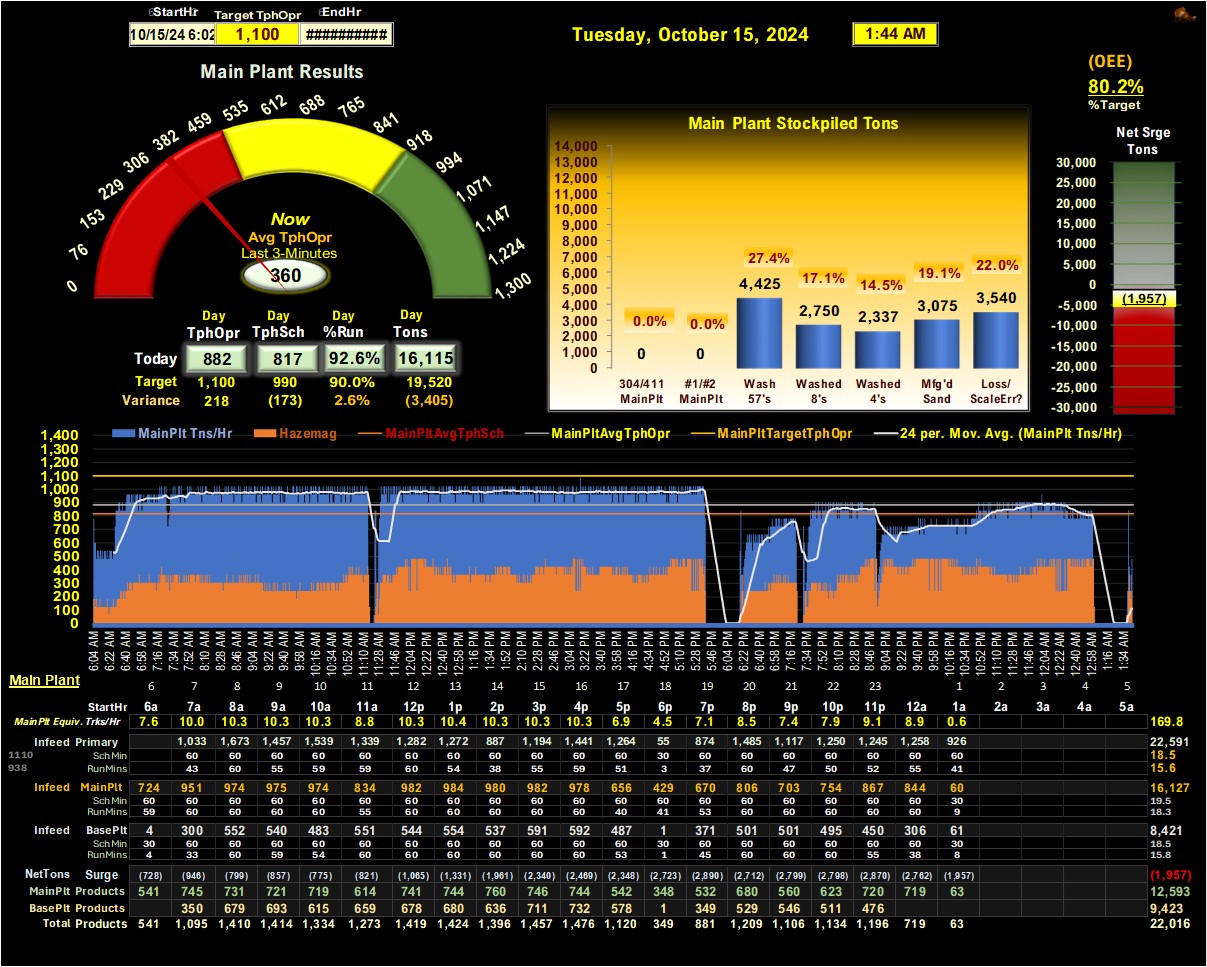 StartHr Target TphOpr EndHr
10/15/24 6:02 1,100 ##########
Tuesday, October 15, 2024 1:44 AM
(OEE)
80.2%
%Target
Main Plant Results
0 76 153 229 306 382 459 535 612 688 765 841 918 994 1,071 1,147 1,224 1,300
Now
Avg TphOpr
Last 3-Minutes
360
Day Day Day Day
TphOpr TphSch %Run Tons
Today 882 817 92.6% 16,115
Target 1,100 990 90.0% 19,520
Variance 218 (173) 2.6% (3,405)
Main Plant Stockpiled Tons
14,000
13,000
12,000
11,000
10,000
9,000
8,000
7,000
6,000
5,000
4,000
3,000
2,000
1,000
0
0.0% 0.0% 27.4% 17.1% 14.5% 19.1% 22.0%
0 0 4,425 2,750 2,337 3,075 3,540
304/411 #1/#2 Wash Washed Washed Mfg'd Loss/
MainPlt MainPlt 57's 8's 4's Sand ScaleErr?
Net Srge
Tons
30,000
25,000
20,000
15,000
10,000
5,000
0
-5,000
-10,000
-15,000
-20,000
-25,000
-30,000
(1,957)
MainPlt Tns/Hr Hazemag MainPltAvgTphSch MainPltAvgTphOpr MainPltTargetTphOpr 24 per. Mov. Avg. (MainPlt Tns/Hr)
1,400
1,300
1,200
1,100
1,000
900
800
700
600
500
400
300
200
100
0
6:04 AM 6:22 AM 6:40 AM 6:58 AM 7:16 AM 7:34 AM 7:52 AM 8:10 AM 8:28 AM 8:46 AM 9:04 AM 9:22 AM 9:40 AM 9:58 AM 10:16 AM 10:34 AM 10:52 AM 11:10 AM 11:28 AM 11:46 AM 12:04 PM 12:22 PM 12:40 PM 12:58 PM 1:16 PM 1:34 PM 1:52 PM 2:10 PM 2:28 PM 2:46 PM 3:04 PM 3:22 PM 3:40 PM 3:58 PM 4:16 PM 4:34 PM 4:52 PM 5:10 PM 5:28 PM 5:46 PM 6:04 PM 6:22 PM 6:40 PM 6:58 PM 7:16 PM 7:34 PM 7:52 PM 8:10 PM 8:28 PM 8:46 PM 9:04 PM 9:22 PM 9:40 PM 9:58 PM 10:16 PM 10:34 PM 10:52 PM 11:10 PM 11:28 PM 11:46 PM 12:04 AM 12:22 AM 12:40 AM 12:58 AM 1:16 AM 1:34 AM
Main Plant
6 7 8 9 10 11 12 13 14 15 16 17 18 19 20 21 22 23 1 2 3 4 5
StartHr 6a 7a 8a 9a 10a 11a 12p 1p 2p 3p 4p 5p 6p 7p 8p 9p 10p 11p 12a 1a 2a 3a 4a 5a
MainPlt Equiv. Trks/Hr 7.6 10.0 10.3 10.3 10.3 8.8 10.3 10.4 10.3 10.3 10.3 6.9 4.5 7.1 8.5 7.4 7.9 9.1 8.9 0.6 169.8
Infeed Primary 1,033 1,673 1,457 1,539 1,339 1,282 1,272 887 1,194 1,441 1,264 55 874 1,485 1,117 1,250 1,245 1,258 926 22,591
1110 Sch Min 60 60 60 60 60 60 60 60 60 60 60 30 60 60 60 60 60 60 60 18.5
938 RunMins 43 60 55 59 59 60 54 38 55 59 51 3 37 60 47 50 52 55 41 15.6
Infeed MainPlt 724 951 974 975 974 834 982 984 980 982 978 656 429 670 806 703 754 867 844 60 16,127
Sch Min 60 60 60 60 60 60 60 60 60 60 60 60 60 60 60 60 60 60 60 30 19.5
RunMins 59 60 60 60 60 55 60 60 60 60 60 40 41 53 60 60 60 60 60 9 18.3
Infeed BasePlt 4 300 552 540 483 551 544 554 537 591 592 487 1 371 501 501 495 450 306 61 8,421
Sch Min 30 60 60 60 60 60 60 60 60 60 60 60 30 60 60 60 60 60 60 30 18.5
RunMins 4 33 60 59 54 60 60 60 60 60 60 53 1 45 60 60 60 55 38 8 15.8
NetTons Surge (728) (946) (799) (857) (775) (821) (1,065) (1,331) (1,961) (2,340) (2,469) (2,348) (2,723) (2,890) (2,712) (2,799) (2,798) (2,870) (2,762) (1,957) (1,957)
MainPlt Products 541 745 731 721 719 614 741 744 760 746 744 542 348 532 680 560 623 720 719 63 12,593
BasePlt Products 350 679 693 615 659 678 680 636 711 732 578 1 349 529 546 511 476 9,423
Total Products 541 1,095 1,410 1,414 1,334 1,273 1,419 1,424 1,396 1,457 1,476 1,120 349 881 1,209 1,106 1,134 1,196 719 63 22,016